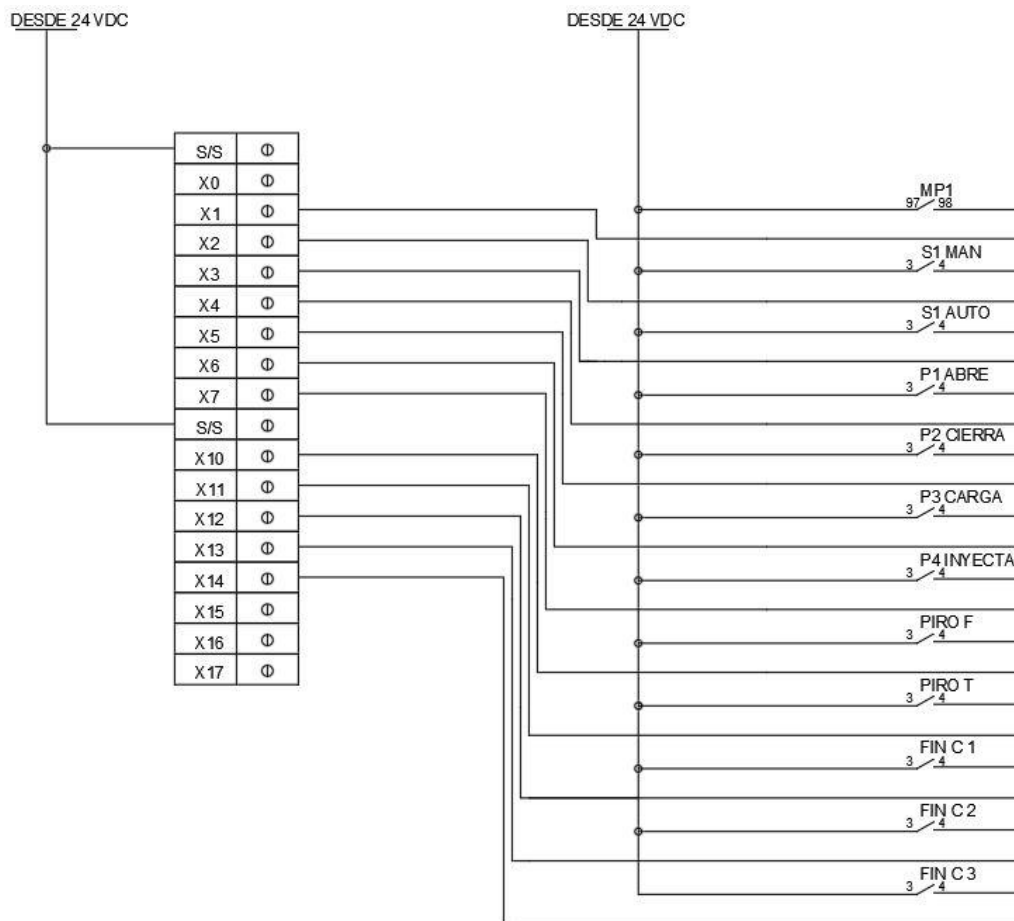 DESDE 24 VDC
DESDE 24 VDC
S/S
X0
X1
X2
X3
X4
X5
X6
X7
S/S
X10
X11
X12
X13
X14
X15
X16
X17
MP1
97 98
S1 MAN
3 4
S1 AUTO
3 4
P1 ABRE
3 4
P2 CIERRA
3 4
P3 CARGA
3 4
P4 INYECTA
3 4
PIRO F
3 4
PIRO T
3 4
FIN C 1
3 4
FIN C 2
3 4
FIN C 3
3 4